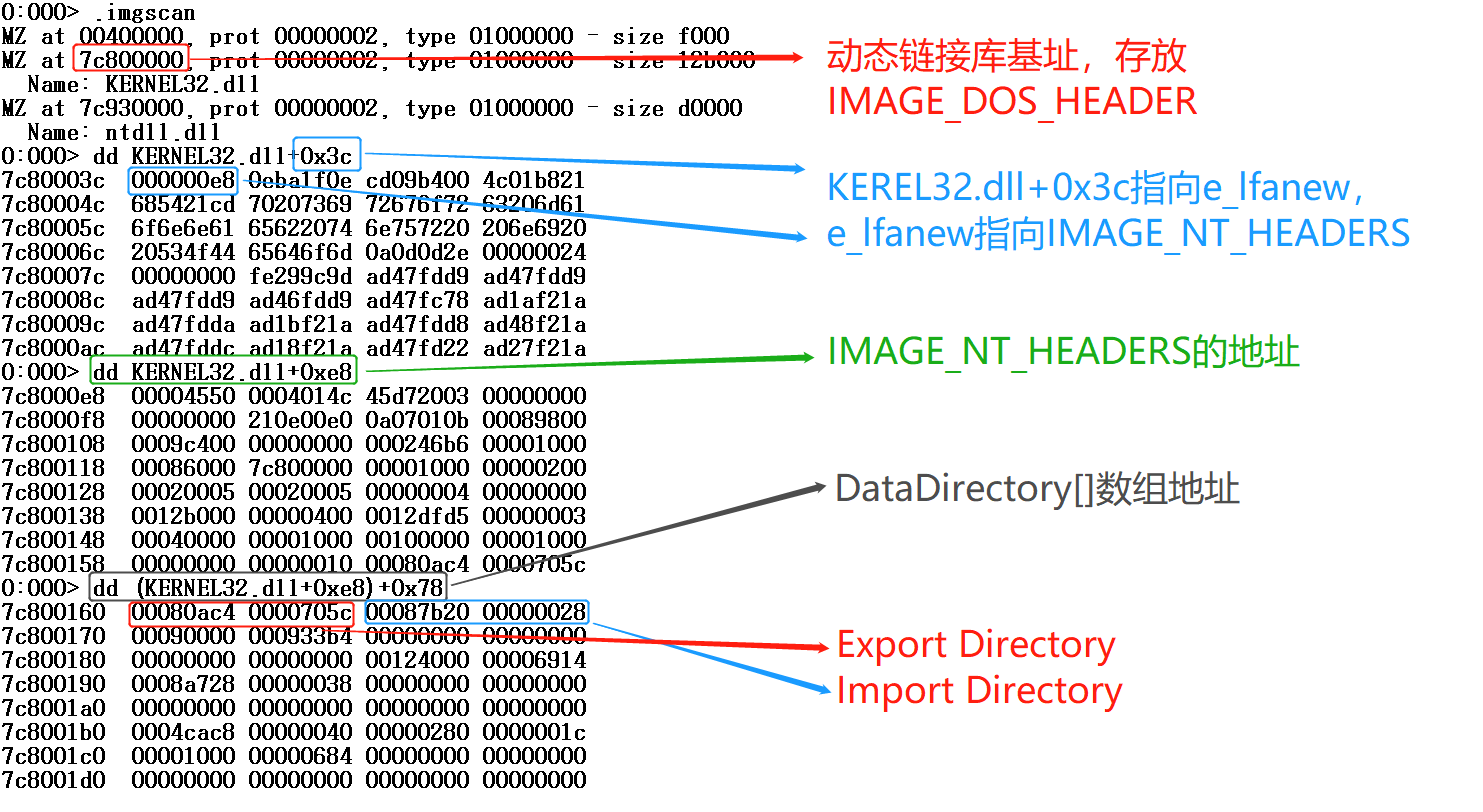 0:000> .imgscan
MZ at 00400000, prot 00000002, type 01000000 - size f000
MZ at 7c800000, prot 00000002, type 01000000 - size 12b000
Name: KERNEL32.dll
MZ at 7c930000, prot 00000002, type 01000000 - size d0000
Name: ntdll.dll
0:000> dd KERNEL32.dll+0x3c
7c80003c 000000e8 0eba1f0e cd09b400 4c01b821
7c80004c 685421cd 70207369 72676f72 63206d61
7c80005c 6f6e6e61 65622074 6e757220 206e6920
7c80006c 20534f44 65646f6d 0a0d0d2e 00000024
7c80007c 00000000 fe299c9d ad47fdd9 ad47fdd9
7c80008c ad47fdd9 ad46fdd9 ad47fc78 ad1af21a
7c80009c ad47fdda ad1bf21a ad47fdd8 ad48f21a
7c8000ac ad47fddc ad18f21a ad47fd22 ad27f21a
0:000> dd KERNEL32.dll+0xe8
7c8000e8 00004550 0004014c 45d72003 00000000
7c8000f8 00000000 210e00e0 0a07010b 00089800
7c800108 0009c400 00000000 000246b6 00001000
7c800118 00086000 7c800000 00001000 00000200
7c800128 00020005 00020005 00000004 00000000
7c800138 0012b000 00000400 0012dfd5 00000003
7c800148 00040000 00001000 00100000 00001000
7c800158 00000000 00000010 00080ac4 0000705c
0:000> dd (KERNEL32.dll+0xe8)+0x78
7c800160 00080ac4 0000705c 00087b20 00000028
7c800170 00090000 000933b4 00000000 00000000
7c800180 00000000 00000000 00124000 00006914
7c800190 0008a728 00000038 00000000 00000000
7c8001a0 00000000 00000000 00000000 00000000
7c8001b0 0004cac8 00000040 00000280 0000001c
7c8001c0 00001000 00000684 00000000 00000000
7c8001d0 00000000 00000000 00000000 00000000
动态链接库基址，存放
IMAGE_DOS_HEADER
KEREL32.dll+0x3c指向e_lfanew，
e_lfanew指向IMAGE_NT_HEADERS
IMAGE_NT_HEADERS的地址
DataDirectory[]数组地址
Export Directory
Import Directory